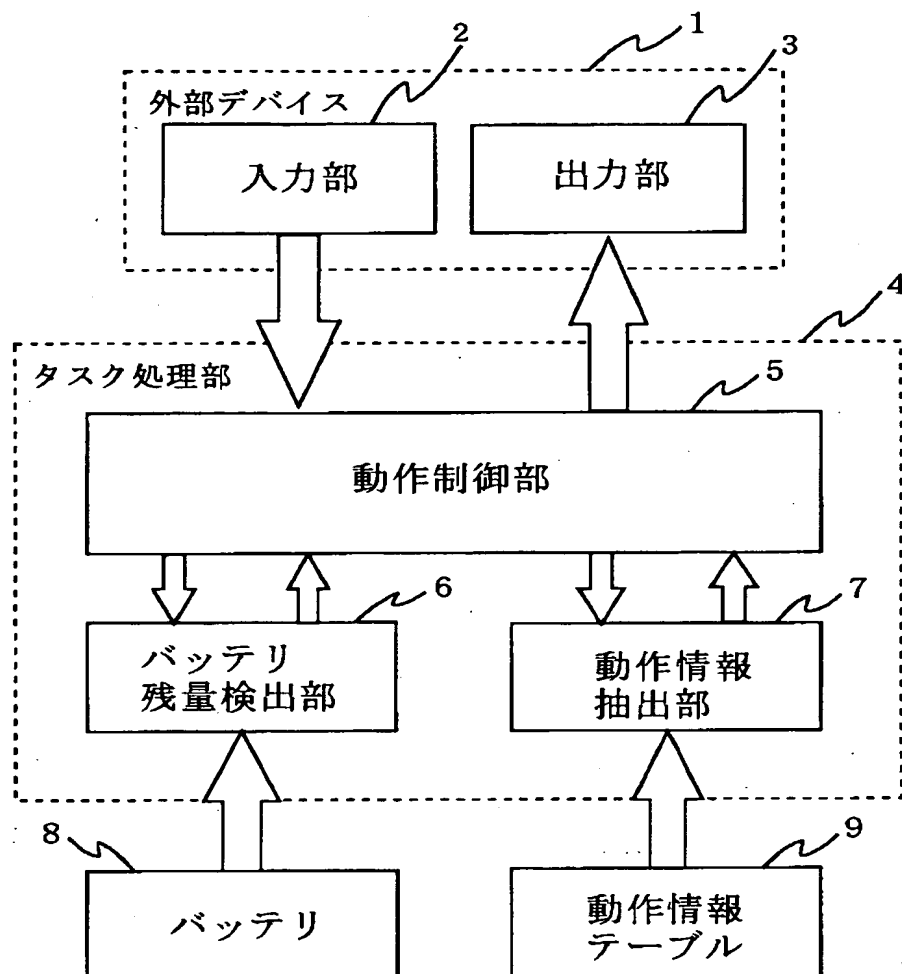 1
2
3
外部デバイス
入力部
出力部
4
タスク処理部
5
動作制御部
6
7
バッテリ
残量検出部
動作情報
抽出部
8
9
バッテリ
動作情報
テーブル